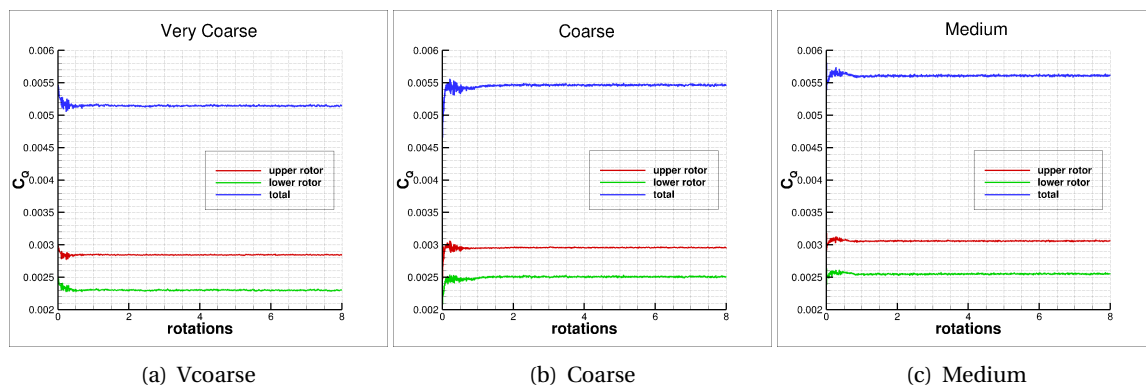 Very Coarse
0.006
0.0055
0.005
0.0045
0.004
0.0035
0.003
0.0025
0.002
C_Q
upper rotor
lower rotor
total
0 2 4 6 8
rotations
(a) Vcoarse
Coarse
0.006
0.0055
0.005
0.0045
0.004
0.0035
0.003
0.0025
0.002
C_Q
upper rotor
lower rotor
total
0 2 4 6 8
rotations
(b) Coarse
Medium
0.006
0.0055
0.005
0.0045
0.004
0.0035
0.003
0.0025
0.002
C_Q
upper rotor
lower rotor
total
0 2 4 6 8
rotations
(c) Medium